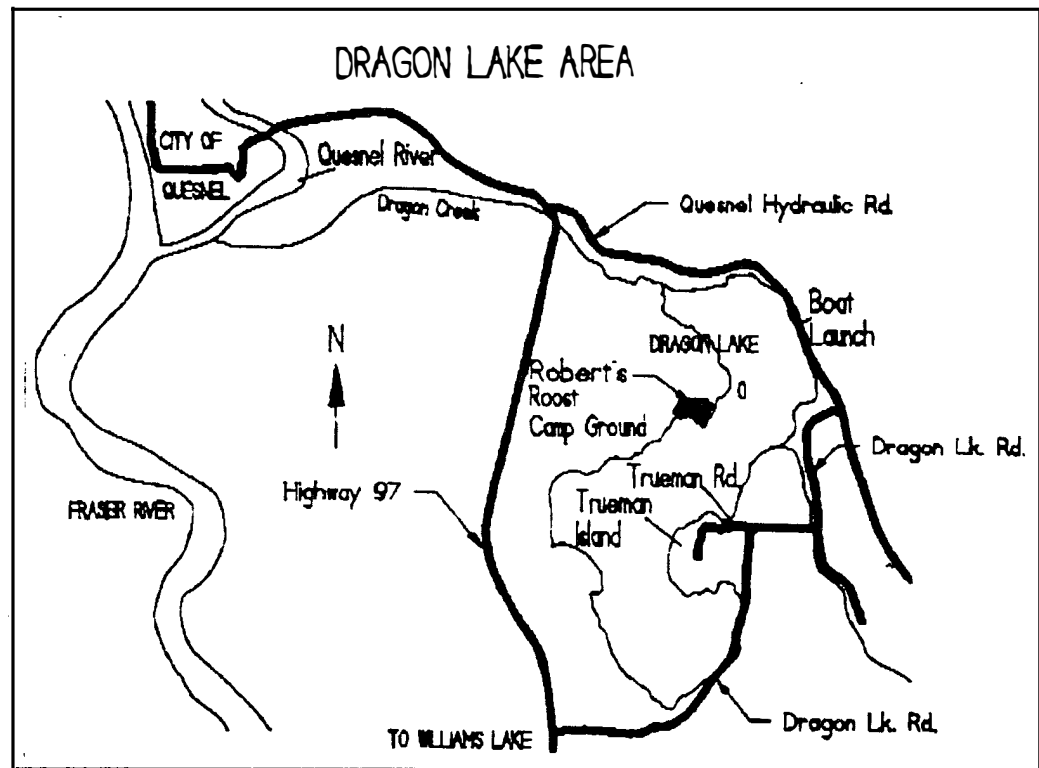 DRAGON LAKE AREA
CITY OF
QUESNEL
Quesnel River
Dragon Creek
Quesnel Hydraulic Rd.
Boat
Launch
N
DRAGON LAKE
Robert's
Roost
Camp Ground
Dragon Lk. Rd.
Trueman Rd.
Highway 97
Trueman
Island
FRASER RIVER
Dragon Lk. Rd.
TO WILLIAMS LAKE